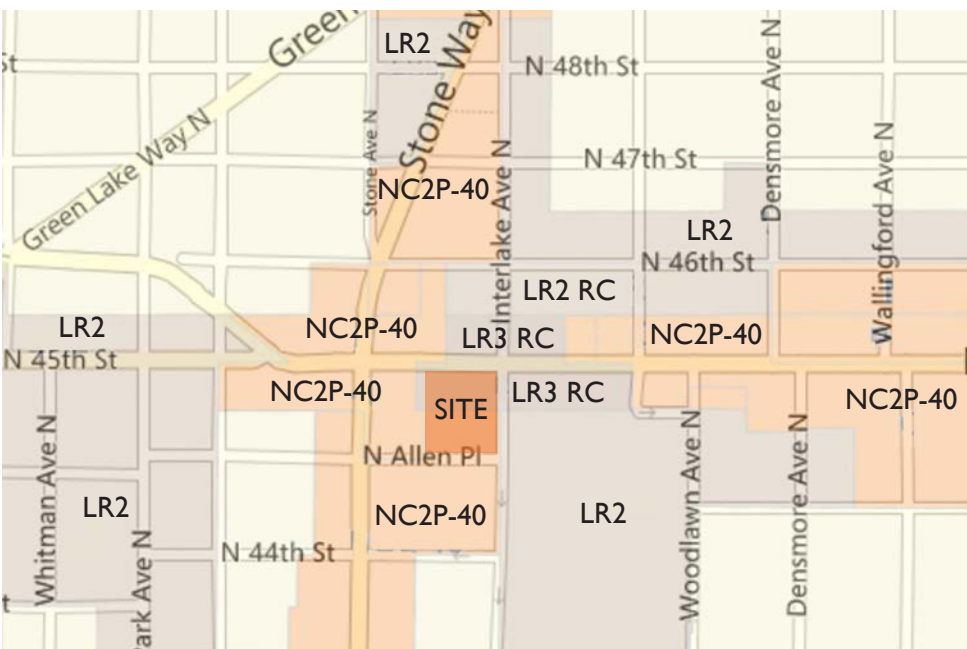 Green
LR2
Stone Way
N 48th St
Densmore Ave N
St
Green Lake Way N
Stone Ave N
N 47th St
Wallingford Ave N
NC2P-40
Interlake Ave N
LR2
N 46th St
LR2 RC
LR2
NC2P-40
LR3 RC
NC2P-40
N 45th St
NC2P-40
LR3 RC
NC2P-40
SITE
N Allen Pl
Whitman Ave N
LR2
NC2P-40
LR2
Woodlawn Ave N
Densmore Ave N
N 44th St
Park Ave N
t